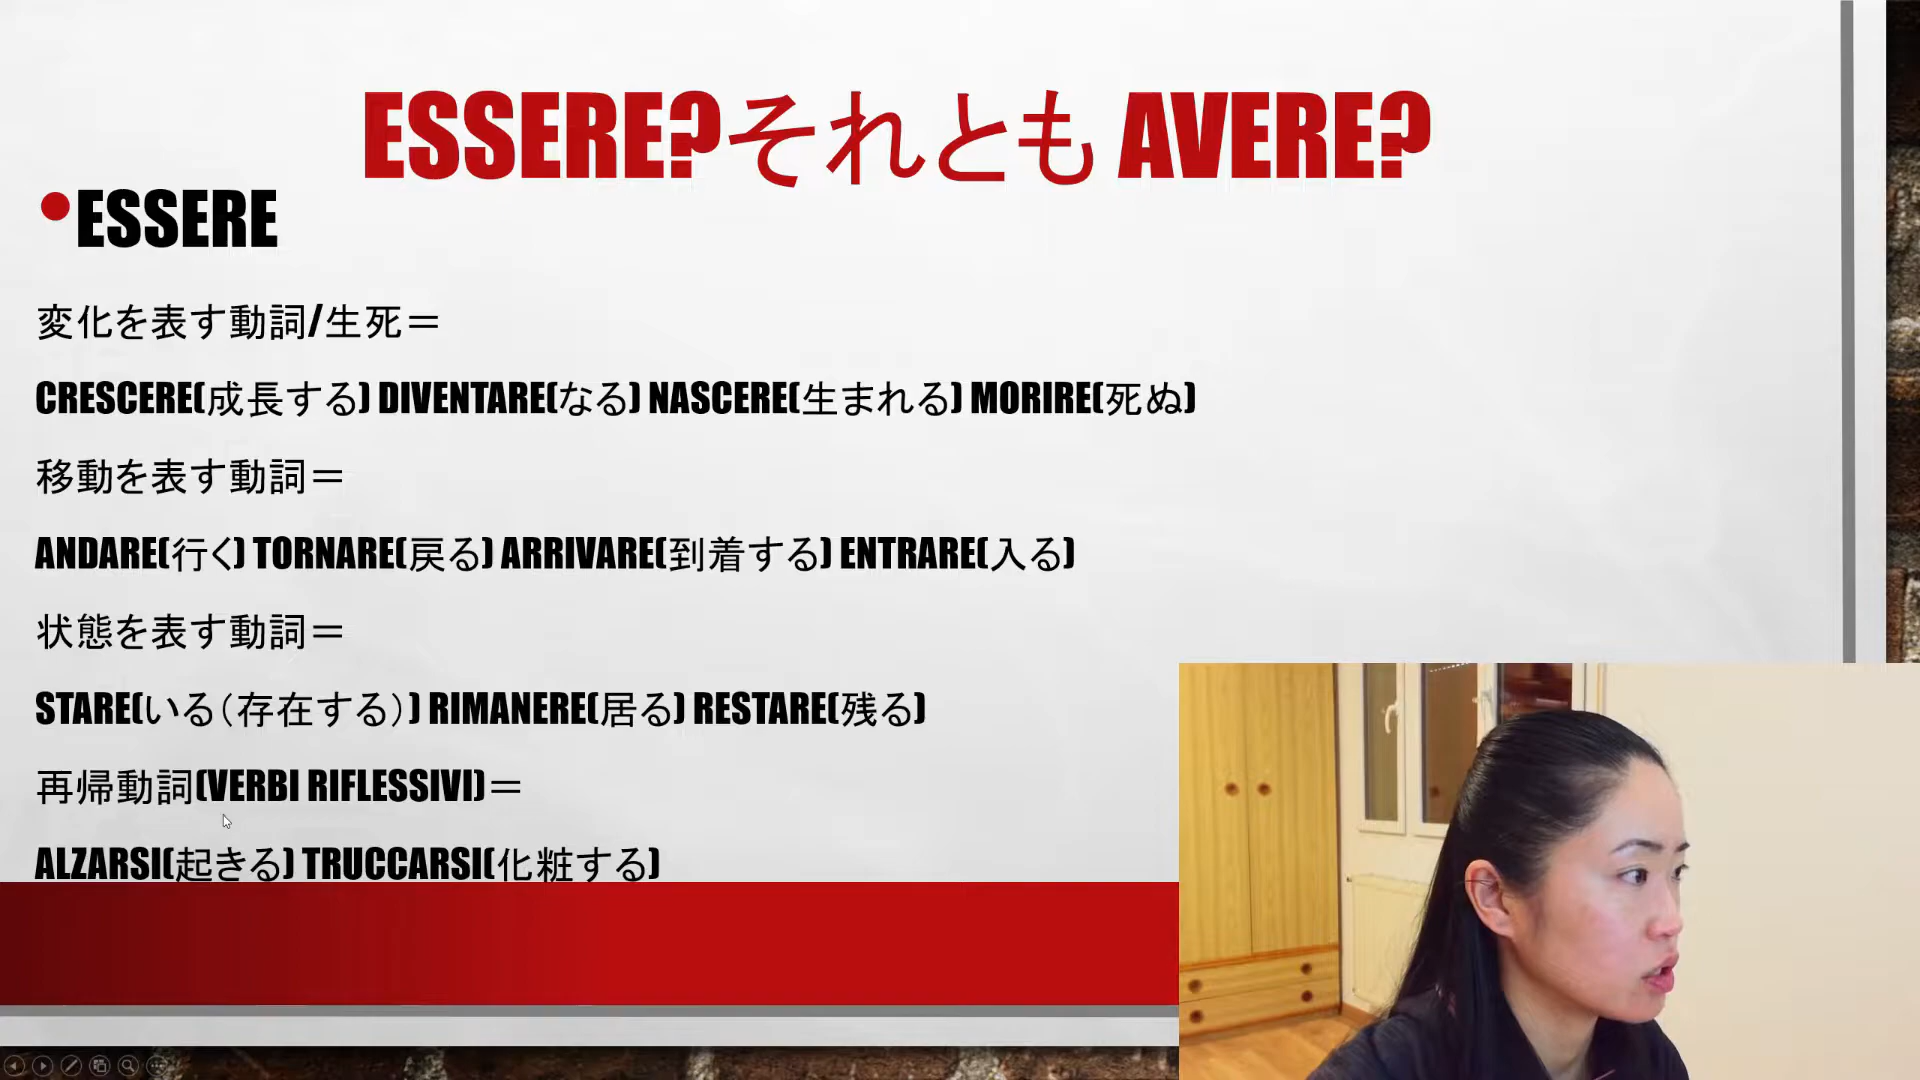 ESSERE?それとも AVERE?
•ESSERE
変化を表す動詞/生死＝
CRESCERE(成長する) DIVENTARE(なる) NASCERE(生まれる) MORIRE(死ぬ)
移動を表す動詞＝
ANDARE(行く) TORNARE(戻る) ARRIVARE(到着する) ENTRARE(入る)
状態を表す動詞＝
STARE(いる（存在する）) RIMANERE(居る) RESTARE(残る)
再帰動詞(VERBI RIFLESSIVI)＝
ALZARSI(起きる) TRUCCARSI(化粧する)